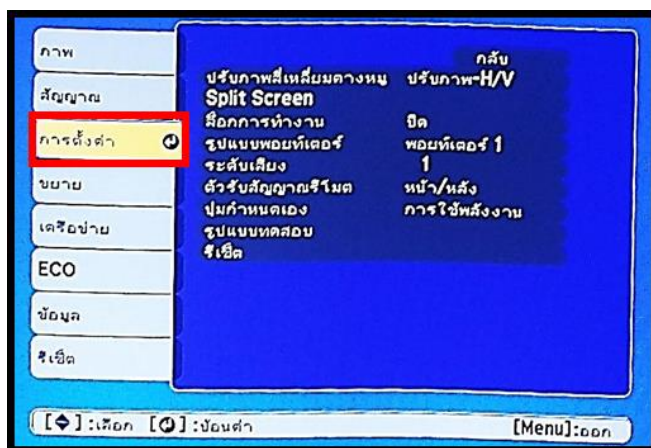 ภาพ
สัญญาณ
การตั้งค่า
ขยาย
เครือข่าย
ECO
ข้อมูล
รีเซ็ต
กลับ
ปรับภาพสี่เหลี่ยมคางหมู ปรับภาพ-H/V
Split Screen
ล็อกการทำงาน ปิด
รูปแบบพอยท์เตอร์ พอยท์เตอร์ 1
ระดับเสียง 1
ตัวรับสัญญาณรีโมต หน้า/หลัง
ปุ่มกำหนดเอง การใช้พลังงาน
รูปแบบทดสอบ
รีเซ็ต
[◆]:เลือก [↵]:ป้อนค่า [Menu]:ออก